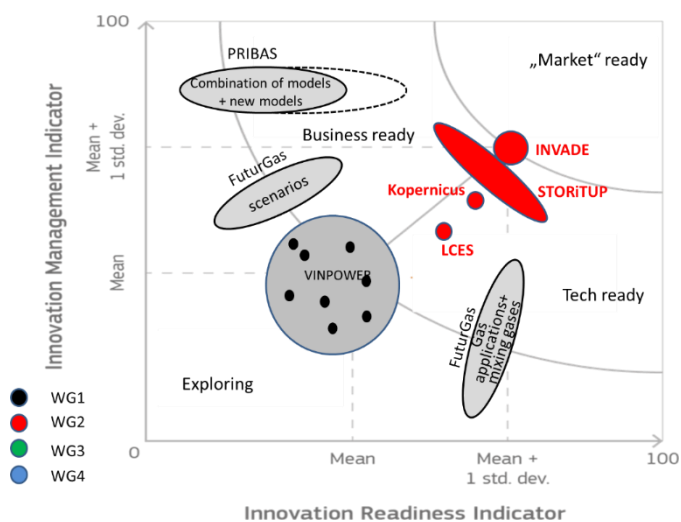 100
PRIBAS
„Market“ ready
Combination of models
+ new models
Business ready
INVADE
FuturGas
scenarios
Kopernicus
STORiTUP
LCES
VINPOWER
FuturGas
Gas
applications+
mixing gases
Tech ready
Exploring
Innovation Management Indicator
Mean +
1 std. dev.
Mean
WG1
WG2
WG3
WG4
0
Mean
Mean +
1 std. dev.
100
Innovation Readiness Indicator